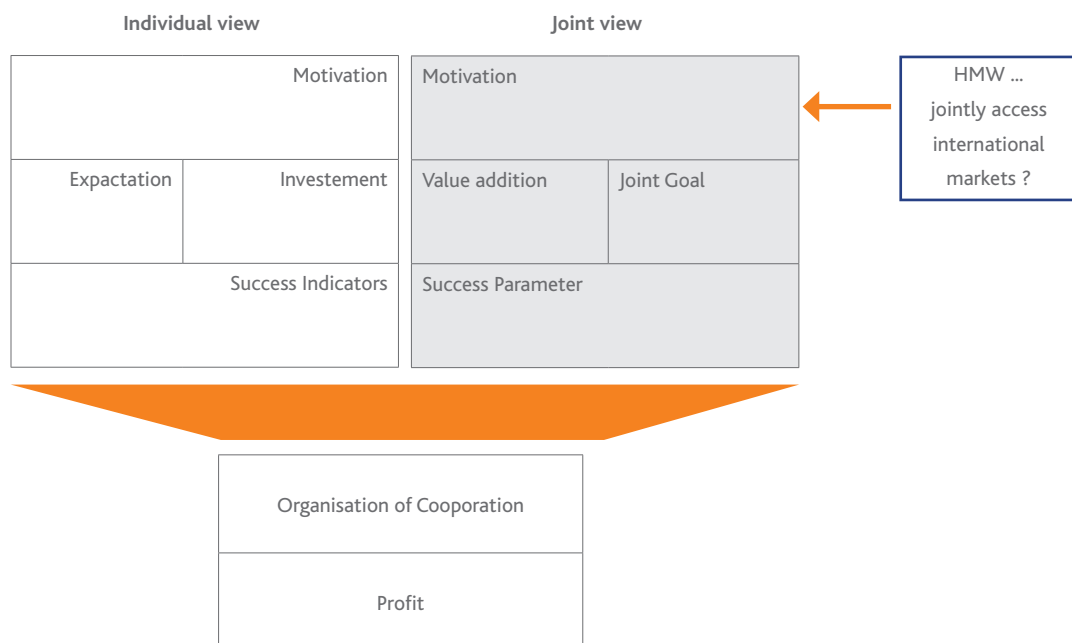 Individual view
Joint view
Motivation
Motivation
HMW ...
jointly access
international
markets ?
Expactation
Investement
Value addition
Joint Goal
Success Indicators
Success Parameter
Organisation of Cooporation
Profit